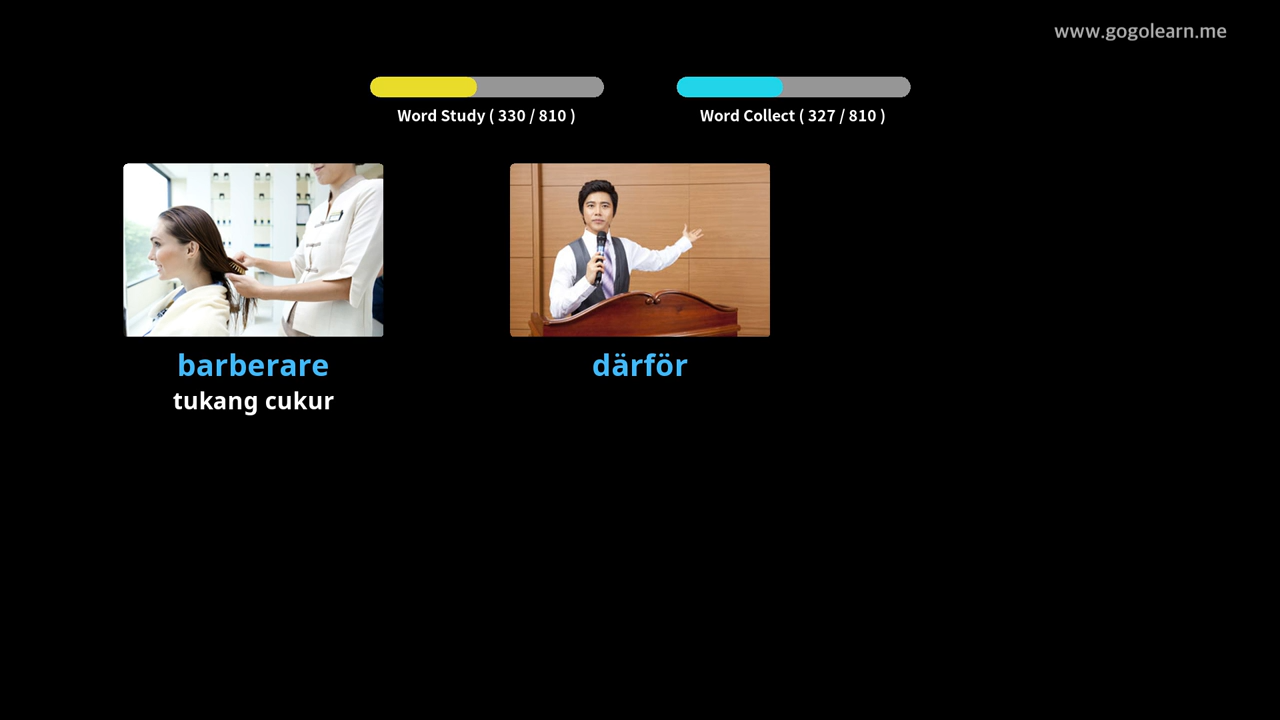 www.gogolearn.me
Word Study ( 330 / 810 )
Word Collect ( 327 / 810 )
barberare
tukang cukur
därför